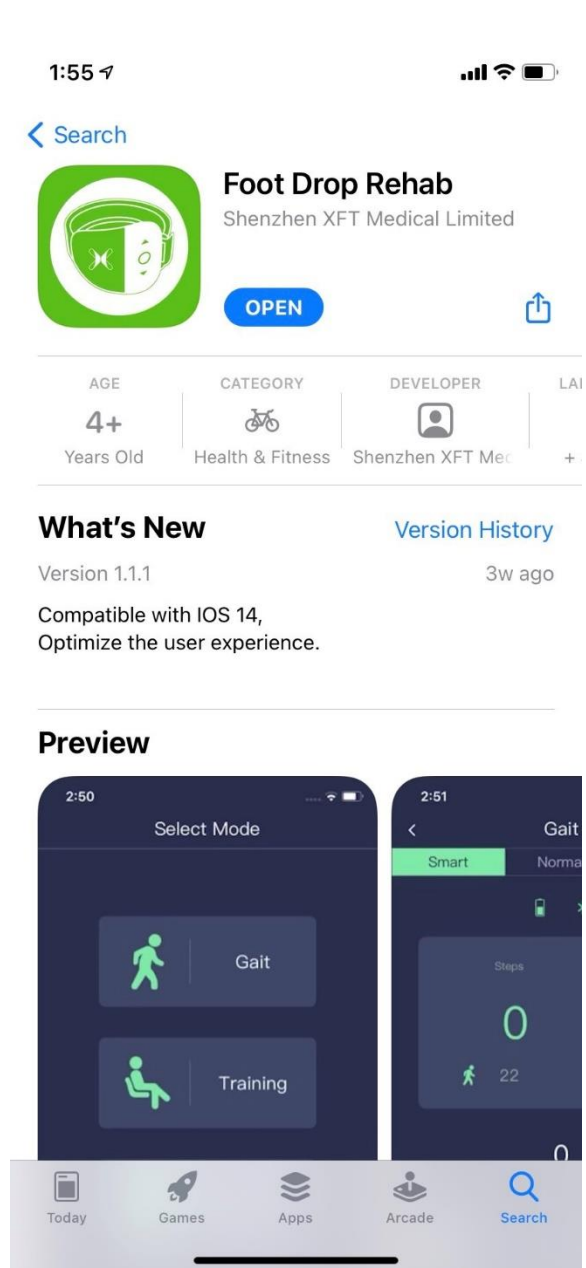 1:55
Search
Foot Drop Rehab
Shenzhen XFT Medical Limited
OPEN
AGE
4+
Years Old
CATEGORY
Health & Fitness
DEVELOPER
Shenzhen XFT Med
What's New
Version History
Version 1.1.1
3w ago
Compatible with IOS 14,
Optimize the user experience.
Preview
2:50
Select Mode
Gait
Training
2:51
Gait
Smart
Steps
0
22
0
Today
Games
Apps
Arcade
Search